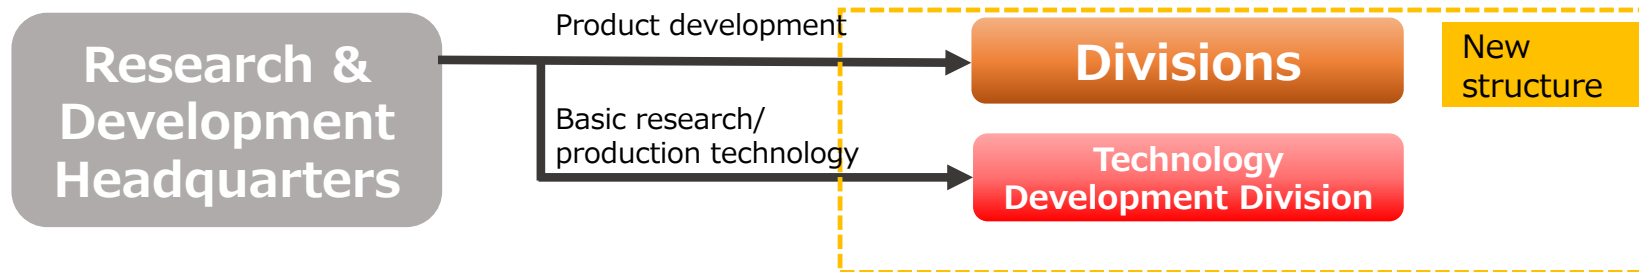 Research &
Development
Headquarters
Product development
Basic research/
production technology
Divisions
Technology
Development Division
New
structure